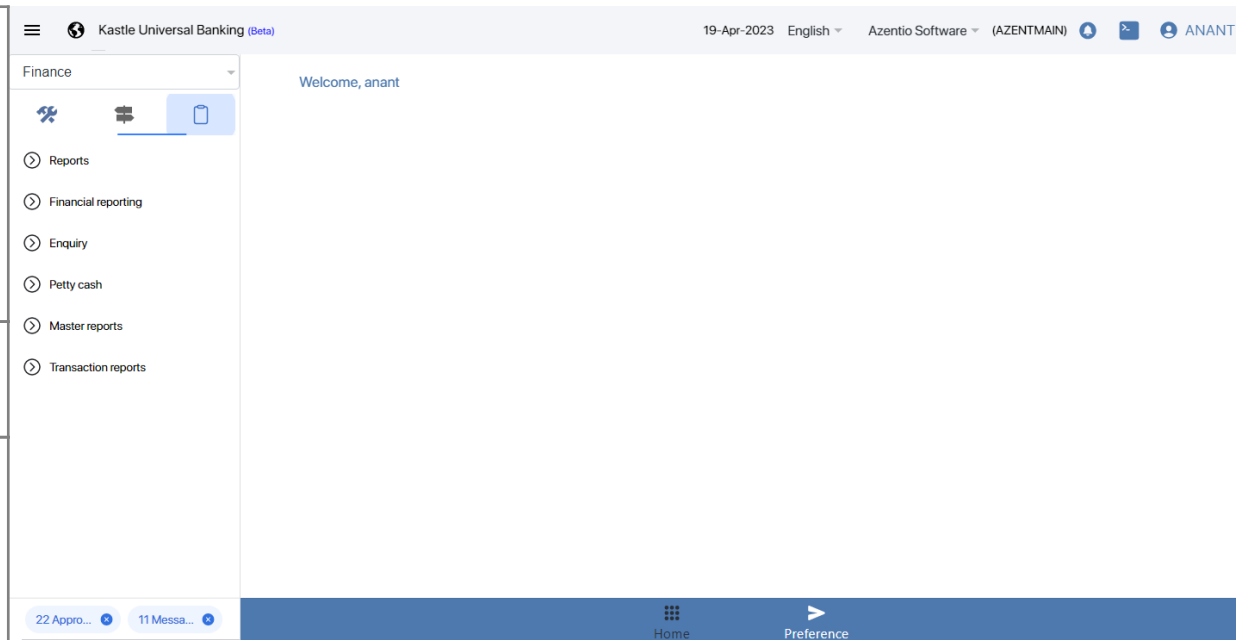 Kastle Universal Banking (Beta) 19-Apr-2023 English Azentio Software (AZENTMAIN) ANANT
Finance
Welcome, anant
Reports
Financial reporting
Enquiry
Petty cash
Master reports
Transaction reports
22 Appro... 11 Messa...
Home Preference